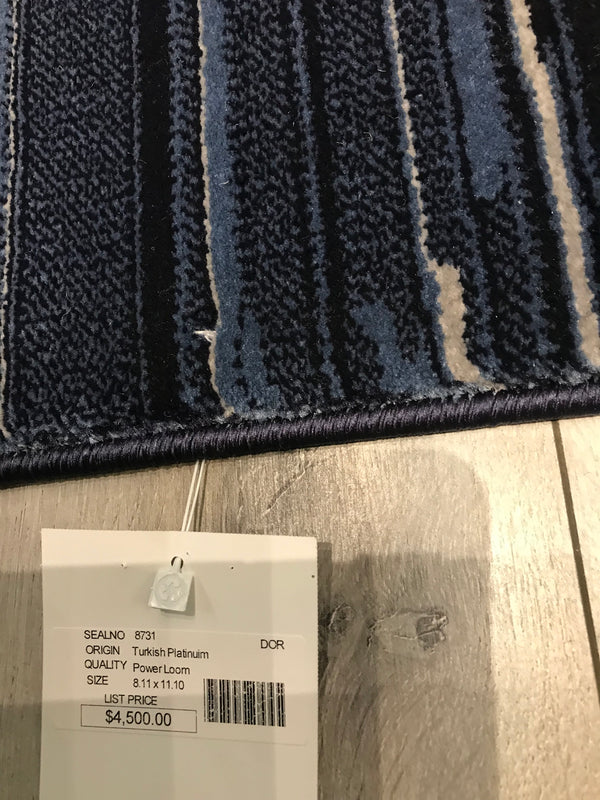 SEALNO 8731 DOR
ORIGIN Turkish Platinuim
QUALITY Power Loom
SIZE 8.11 x 11.10
LIST PRICE
$4,500.00